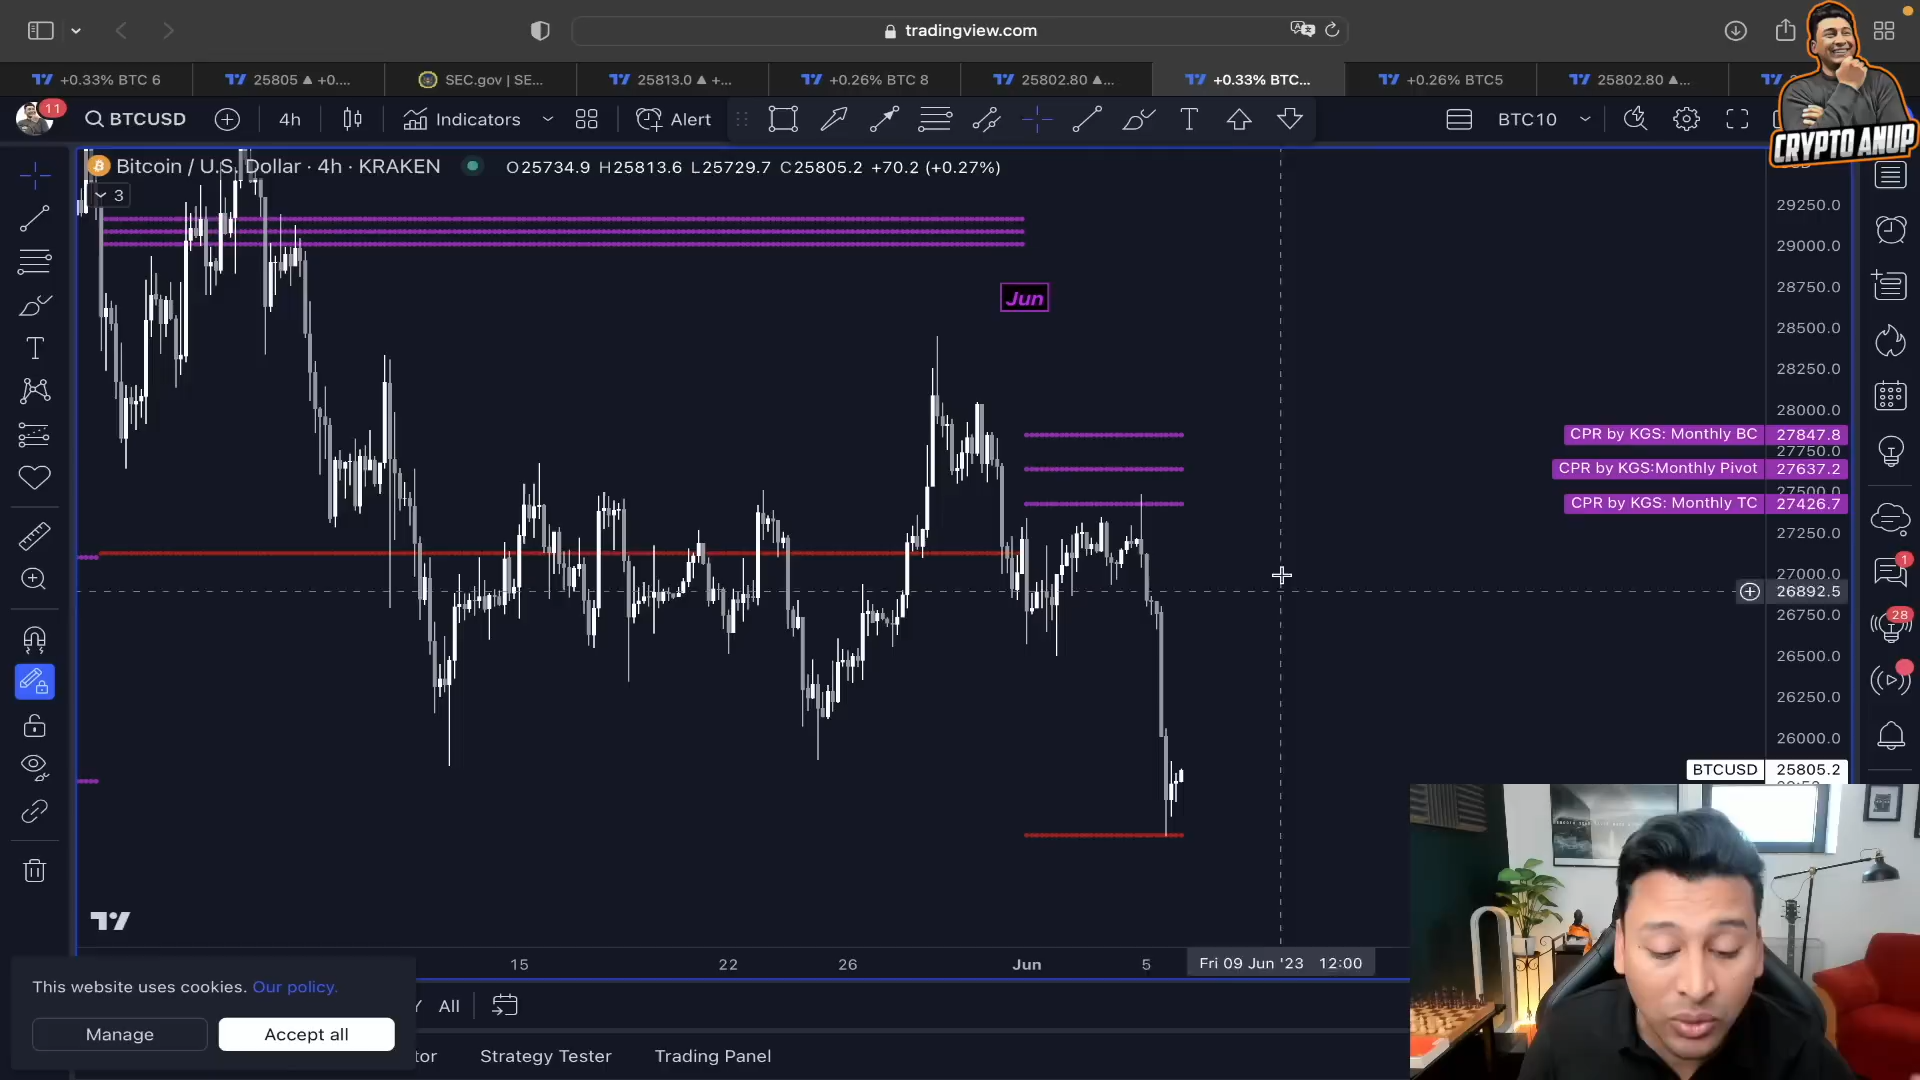 tradingview.com
+0.33% BTC 6
25805 ▲ +0....
SEC.gov | SE...
25813.0 ▲ +...
+0.26% BTC 8
25802.80 ▲...
+0.33% BTC...
+0.26% BTC5
25802.80 ▲...
CRYPTO ANUP
11
BTCUSD
4h
Indicators
Alert
BTC10
Bitcoin / U.S. Dollar · 4h · KRAKEN
O25734.9 H25813.6 L25729.7 C25805.2 +70.2 (+0.27%)
3
29250.0
29000.0
28750.0
Jun
28500.0
28250.0
28000.0
CPR by KGS: Monthly BC 27847.8
27750.0
CPR by KGS:Monthly Pivot 27637.2
27500.0
CPR by KGS: Monthly TC 27426.7
27250.0
27000.0
26892.5
26750.0
26500.0
26250.0
26000.0
BTCUSD 25805.2
1
28
15
22
26
Jun
5
Fri 09 Jun '23 12:00
This website uses cookies. Our policy.
Manage
Accept all
All
tor
Strategy Tester
Trading Panel